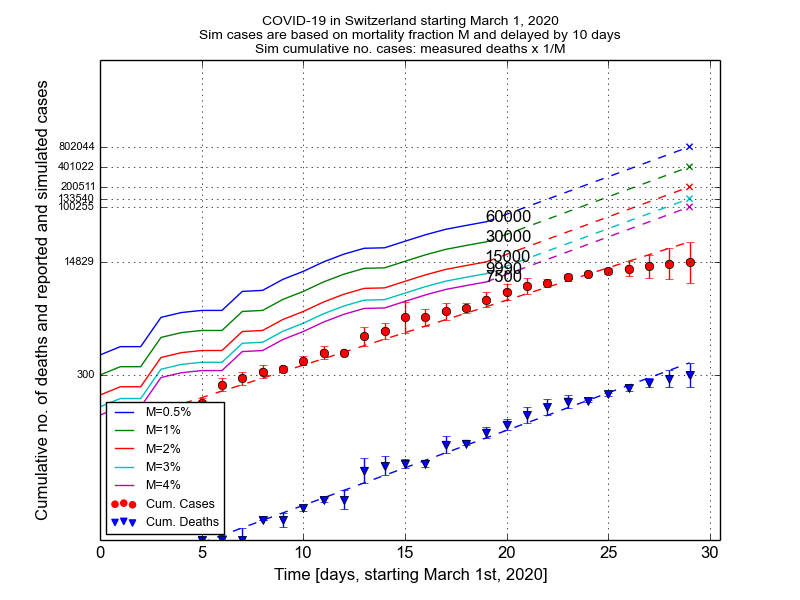 COVID-19 in Switzerland starting March 1, 2020
Sim cases are based on mortality fraction M and delayed by 10 days
Sim cumulative no. cases: measured deaths x 1/M
Cumulative no. of deaths and reported and simulated cases
802044
401022
200511
133540
100255
14829
300
60000
30000
15000
9990
7500
M=0.5%
M=1%
M=2%
M=3%
M=4%
Cum. Cases
Cum. Deaths
0 5 10 15 20 25 30
Time [days, starting March 1st, 2020]